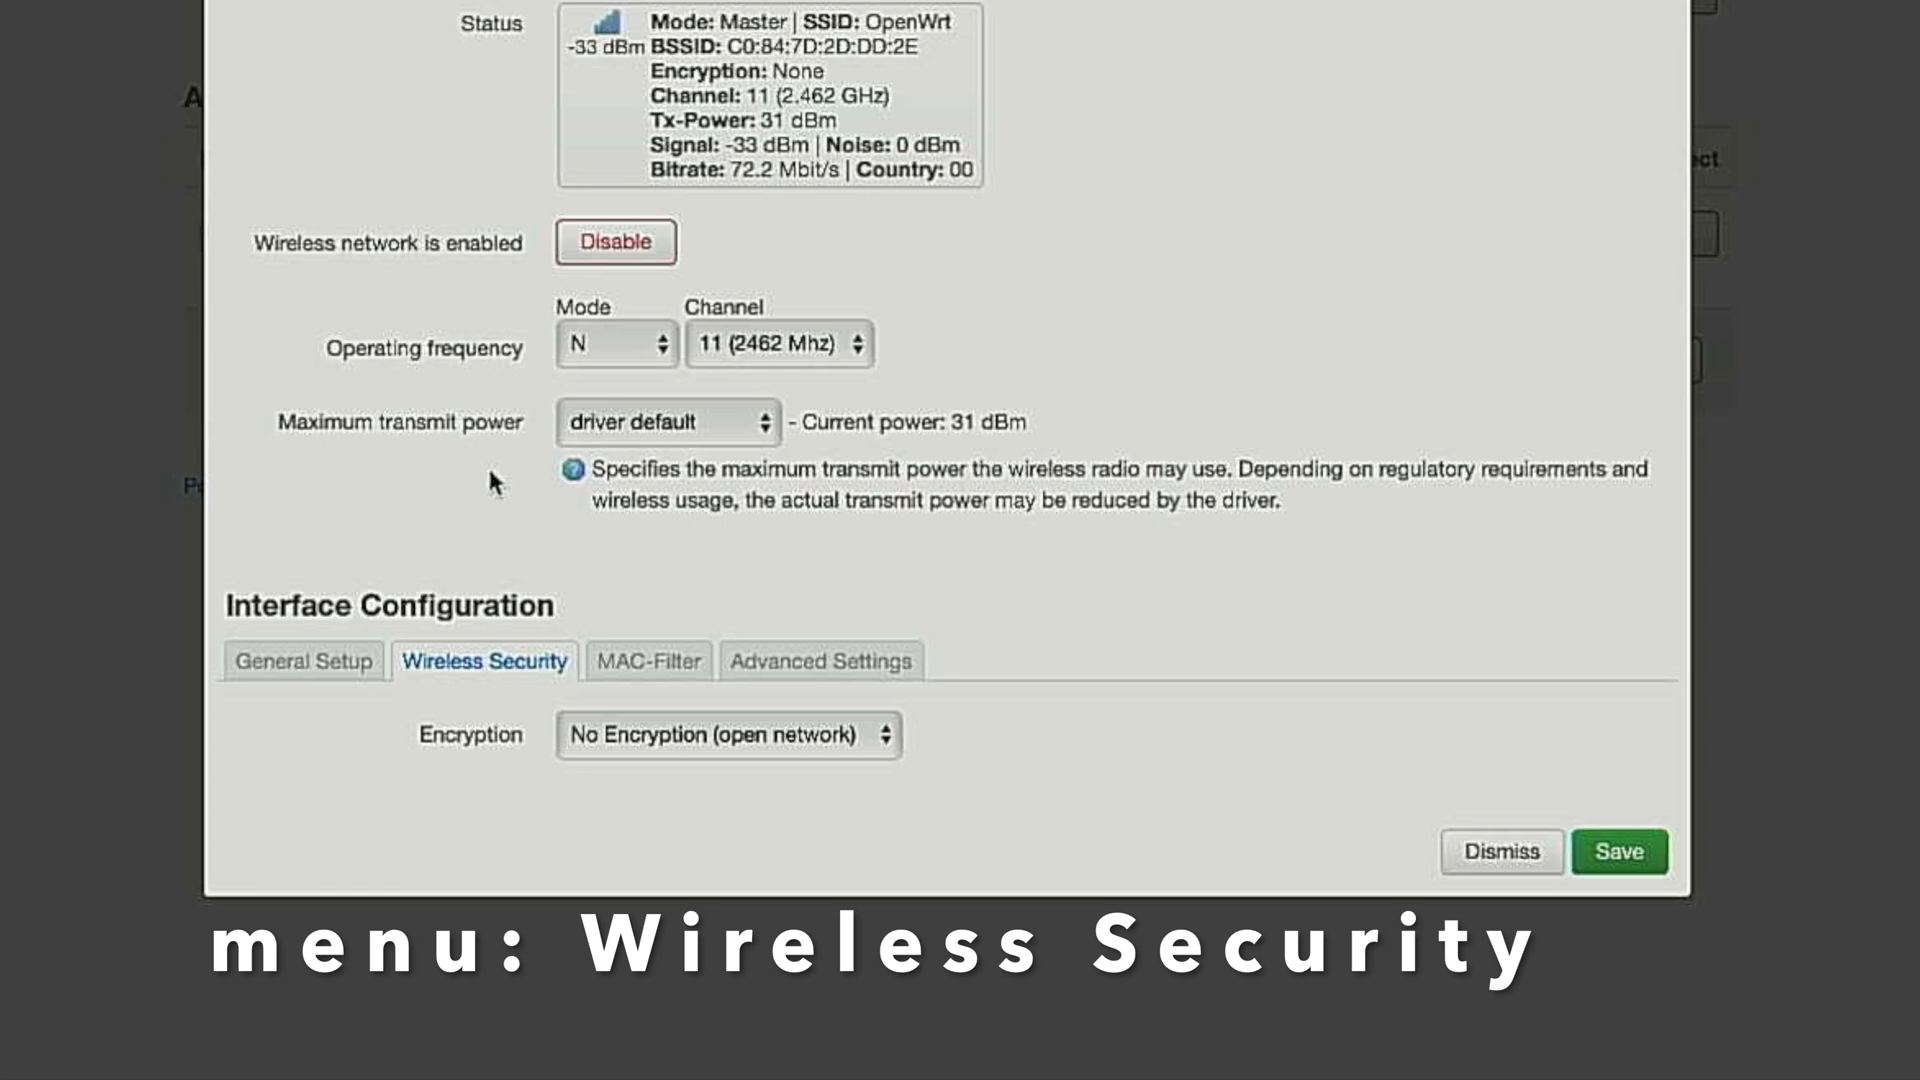 Status
Mode: Master | SSID: OpenWrt
-33 dBm BSSID: C0:84:7D:2D:DD:2E
Encryption: None
Channel: 11 (2.462 GHz)
Tx-Power: 31 dBm
Signal: -33 dBm | Noise: 0 dBm
Bitrate: 72.2 Mbit/s | Country: 00
Wireless network is enabled
Disable
Mode Channel
Operating frequency
N 11 (2462 Mhz)
Maximum transmit power
driver default - Current power: 31 dBm
Specifies the maximum transmit power the wireless radio may use. Depending on regulatory requirements and
wireless usage, the actual transmit power may be reduced by the driver.
Interface Configuration
General Setup Wireless Security MAC-Filter Advanced Settings
Encryption
No Encryption (open network)
Dismiss Save
menu: Wireless Security